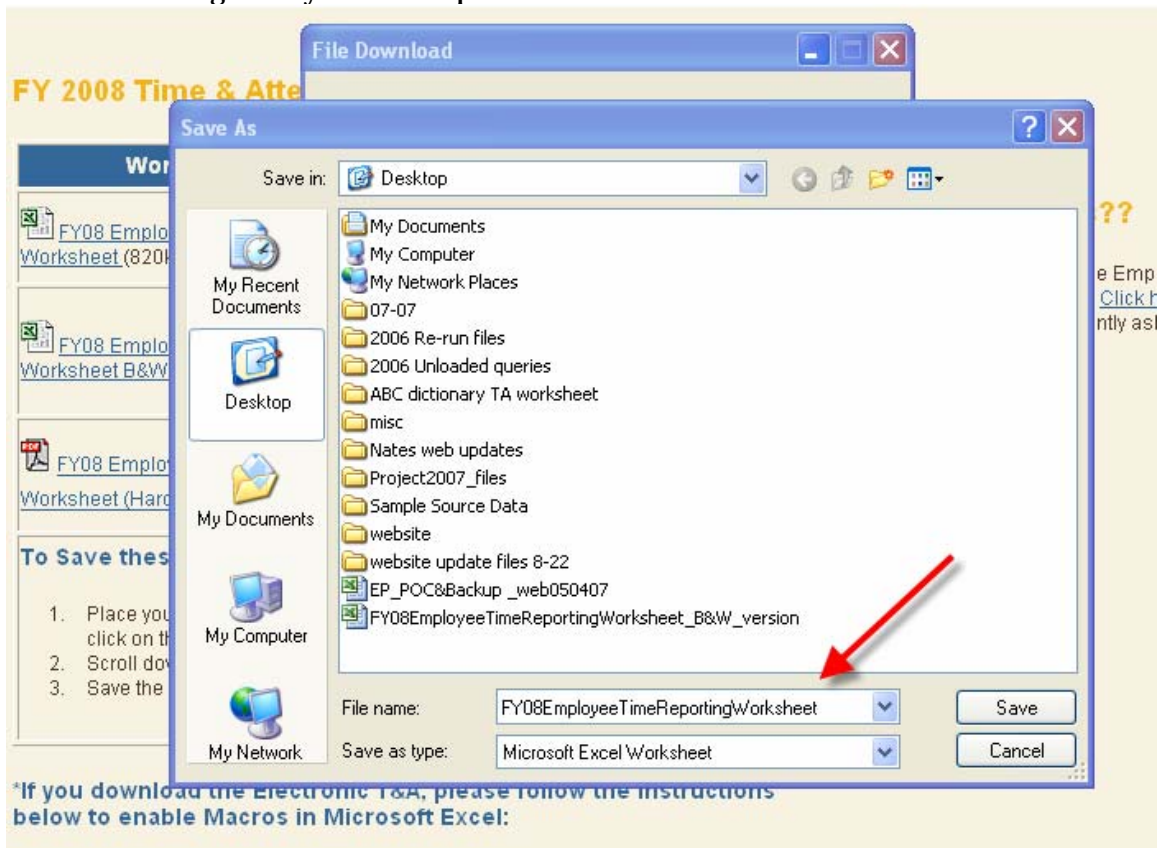 File Download
FY 2008 Time & Atte
Save As
Wor
Save in:
Desktop
FY08 Emplo
Worksheet (820k
FY08 Emplo
Worksheet B&W
FY08 Employ
Worksheet (Hard
To Save thes
1. Place you
click on th
2. Scroll dov
3. Save the
My Recent
Documents
Desktop
My Documents
My Computer
My Network
My Documents
My Computer
My Network Places
07-07
2006 Re-run files
2006 Unloaded queries
ABC dictionary TA worksheet
misc
Nates web updates
Project2007_files
Sample Source Data
website
website update files 8-22
EP_POC&Backup _web050407
FY08EmployeeTimeReportingWorksheet_B&W_version
File name:
FY08EmployeeTimeReportingWorksheet
Save
Save as type:
Microsoft Excel Worksheet
Cancel
??
e Emp
Click h
ntly asl
*If you download the Electronic T&A, please follow the instructions
below to enable Macros in Microsoft Excel: